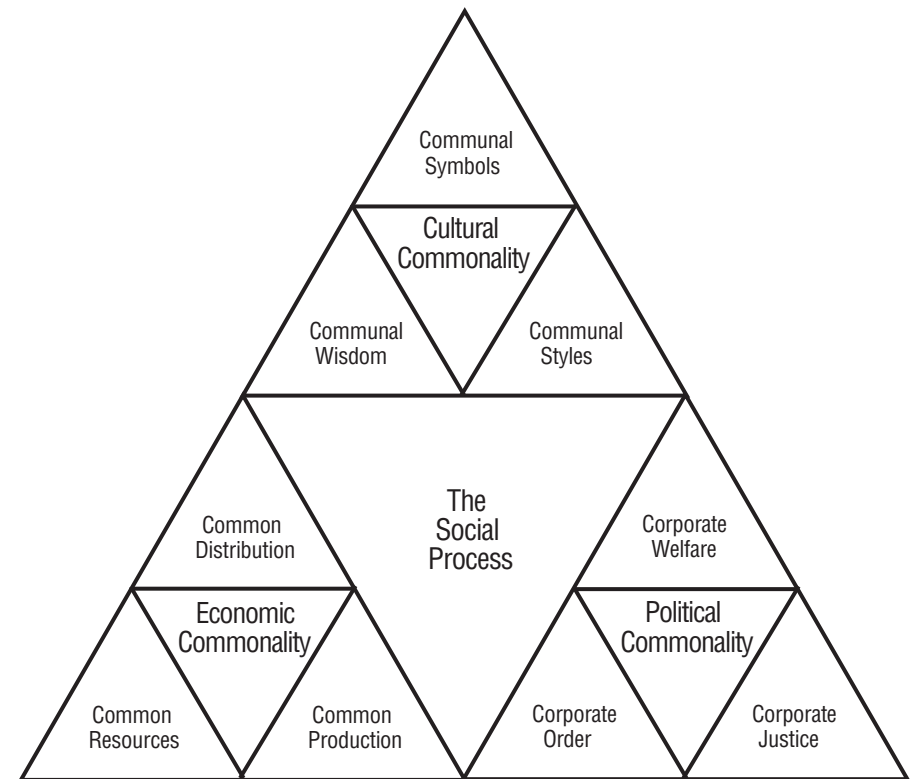 Communal
Symbols
Cultural
Commonality
Communal
Wisdom
Communal
Styles
The
Social
Process
Common
Distribution
Corporate
Welfare
Economic
Commonality
Political
Commonality
Common
Resources
Common
Production
Corporate
Order
Corporate
Justice